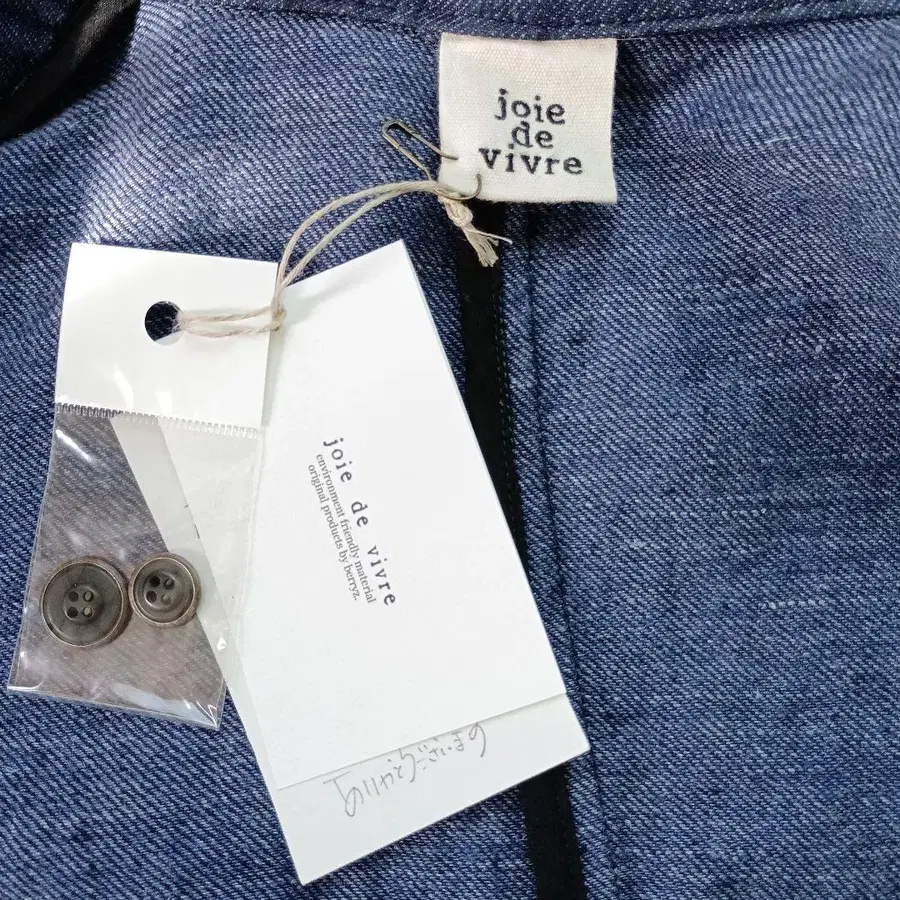 joie
de
vivre
joie de vivre
environment friendly material
original products by berryz.